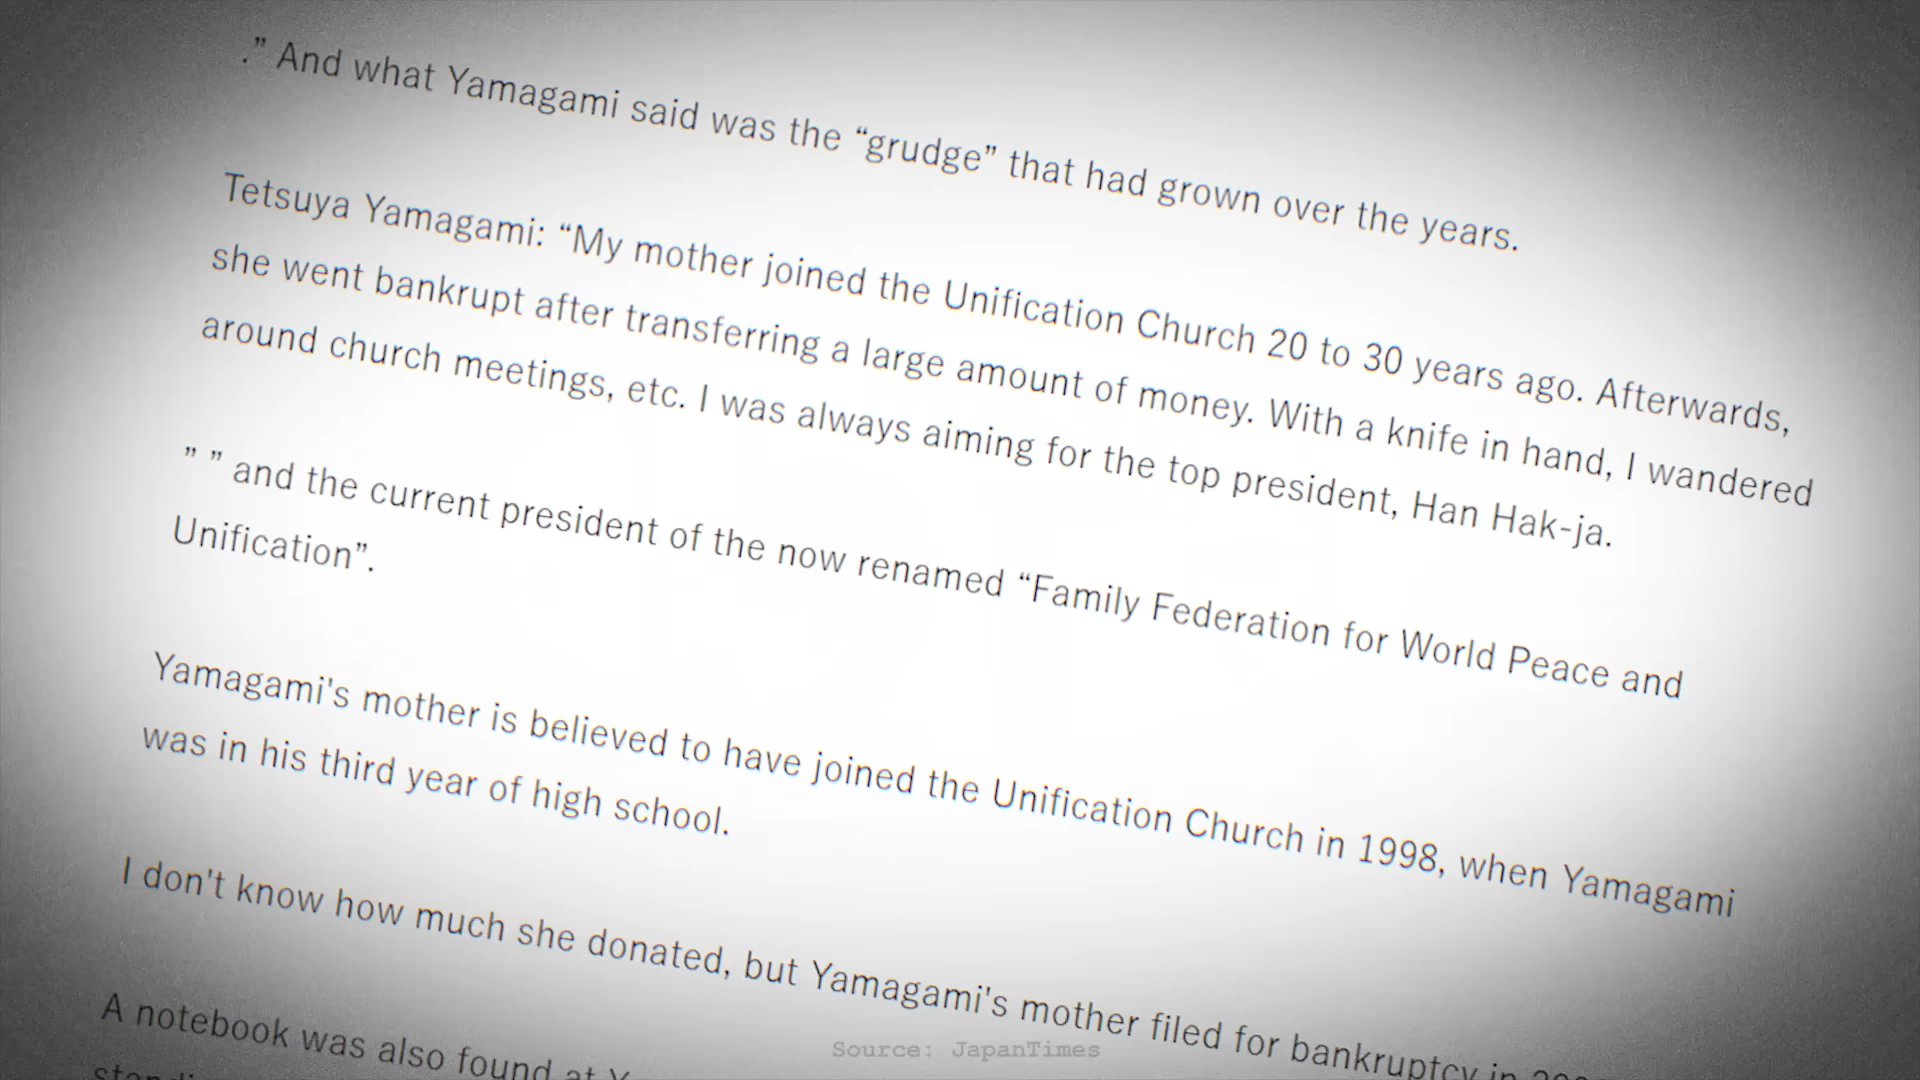 .” And what Yamagami said was the “grudge” that had grown over the years.
Tetsuya Yamagami: “My mother joined the Unification Church 20 to 30 years ago. Afterwards,
she went bankrupt after transferring a large amount of money. With a knife in hand, I wandered
around church meetings, etc. I was always aiming for the top president, Han Hak-ja.
” ” and the current president of the now renamed “Family Federation for World Peace and
Unification”.
Yamagami's mother is believed to have joined the Unification Church in 1998, when Yamagami
was in his third year of high school.
I don't know how much she donated, but Yamagami's mother filed for bankruptcy in
A notebook was also found at
Source: JapanTimes